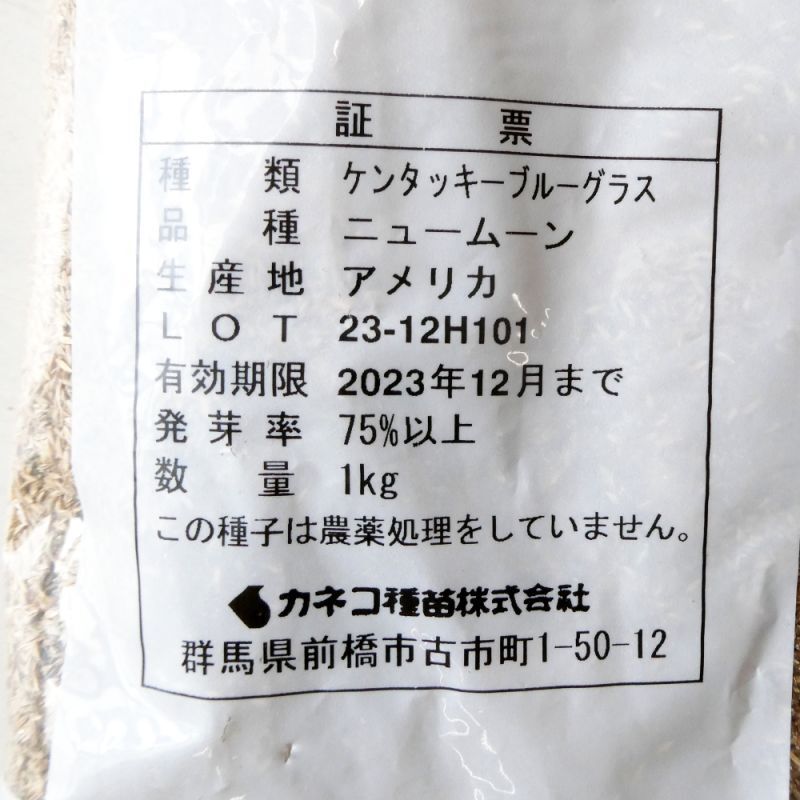 証 票
種 類 ケンタッキーブルーグラス
品 種 ニュームーン
生 産 地 アメリカ
L O T 23-12H101
有効期限 2023年12月まで
発 芽 率 75%以上
数 量 1kg
この種子は農薬処理をしていません。
カネコ種苗株式会社
群馬県前橋市古市町1-50-12